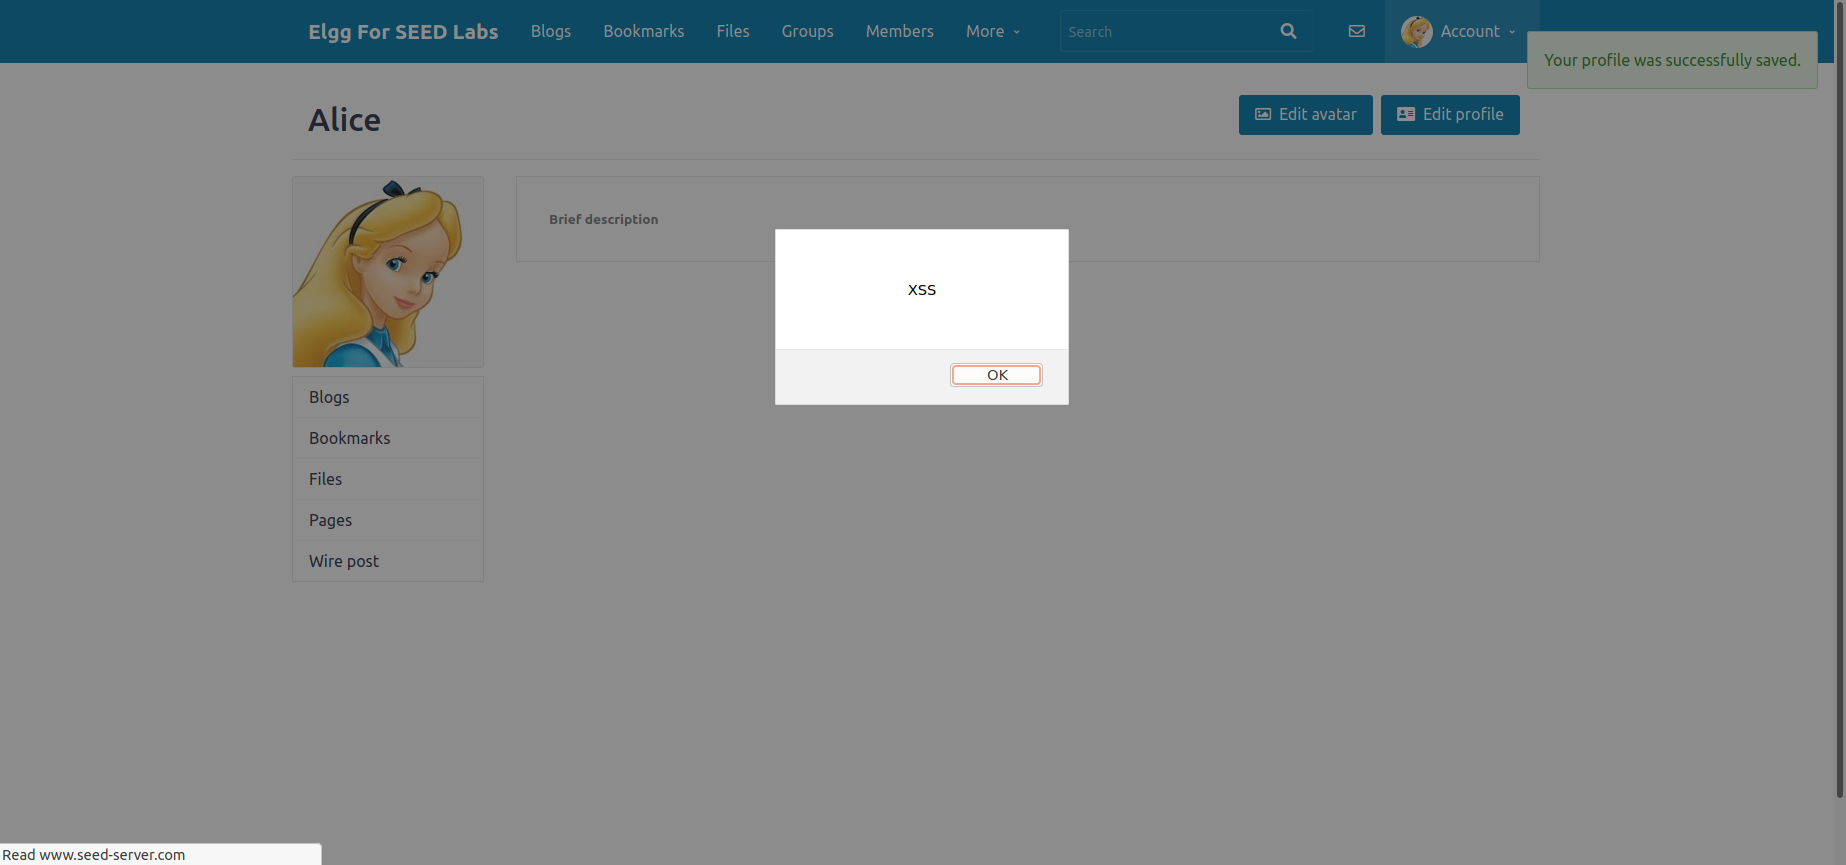 Elgg For SEED Labs Blogs Bookmarks Files Groups Members More Search Account
Your profile was successfully saved.
Alice
Edit avatar Edit profile
Brief description
XSS
OK
Blogs
Bookmarks
Files
Pages
Wire post
Read www.seed-server.com